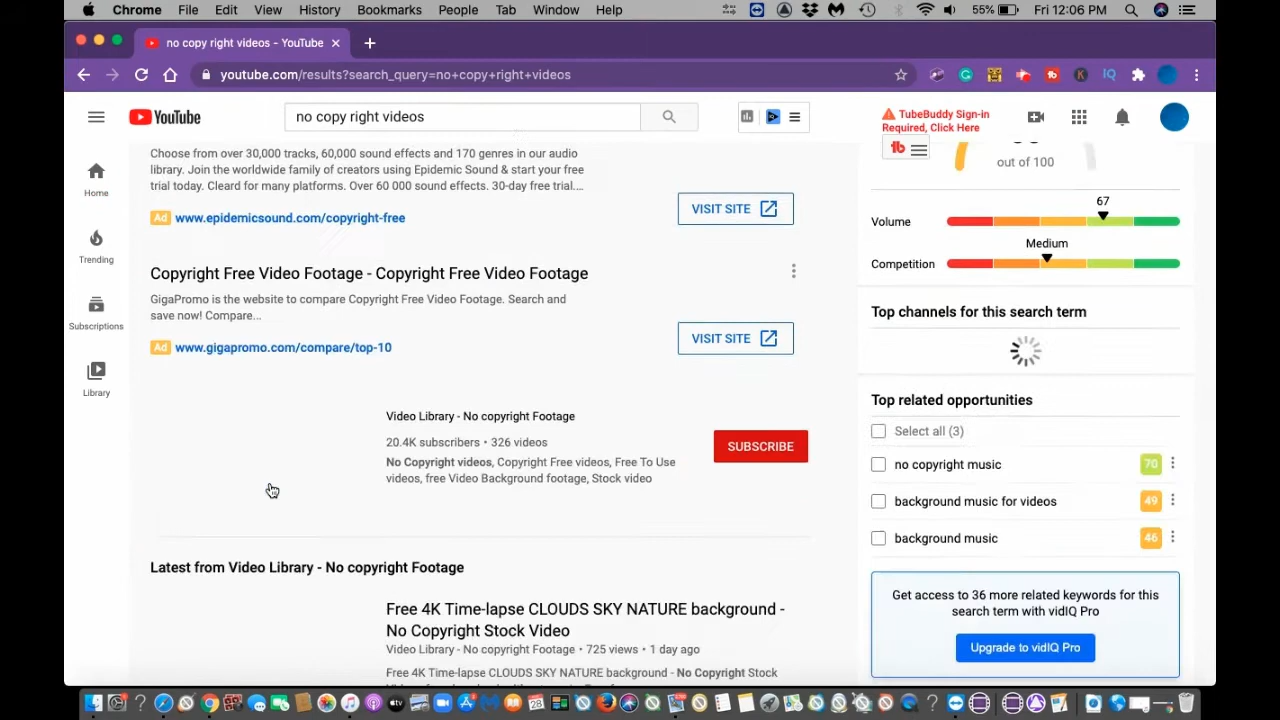 Chrome File Edit View History Bookmarks People Tab Window Help 55% Fri 12:06 PM
no copy right videos - YouTube
youtube.com/results?search_query=no+copy+right+videos
YouTube
no copy right videos
TubeBuddy Sign-in
Required, Click Here
Home
Trending
Subscriptions
Library
Choose from over 30,000 tracks, 60,000 sound effects and 170 genres in our audio
library. Join the worldwide family of creators using Epidemic Sound & start your free
trial today. Cleard for many platforms. Over 60 000 sound effects. 30-day free trial....
Ad www.epidemicsound.com/copyright-free
VISIT SITE
Copyright Free Video Footage - Copyright Free Video Footage
GigaPromo is the website to compare Copyright Free Video Footage. Search and
save now! Compare...
Ad www.gigapromo.com/compare/top-10
VISIT SITE
Video Library - No copyright Footage
20.4K subscribers • 326 videos
No Copyright videos, Copyright Free videos, Free To Use
videos, free Video Background footage, Stock video
SUBSCRIBE
Latest from Video Library - No copyright Footage
Free 4K Time-lapse CLOUDS SKY NATURE background -
No Copyright Stock Video
Video Library - No copyright Footage • 725 views • 1 day ago
Free 4K Time-lapse CLOUDS SKY NATURE background - No Copyright Stock
out of 100
67
Volume
Medium
Competition
Top channels for this search term
Top related opportunities
Select all (3)
no copyright music 70
background music for videos 49
background music 46
Get access to 36 more related keywords for this
search term with vidIQ Pro
Upgrade to vidIQ Pro